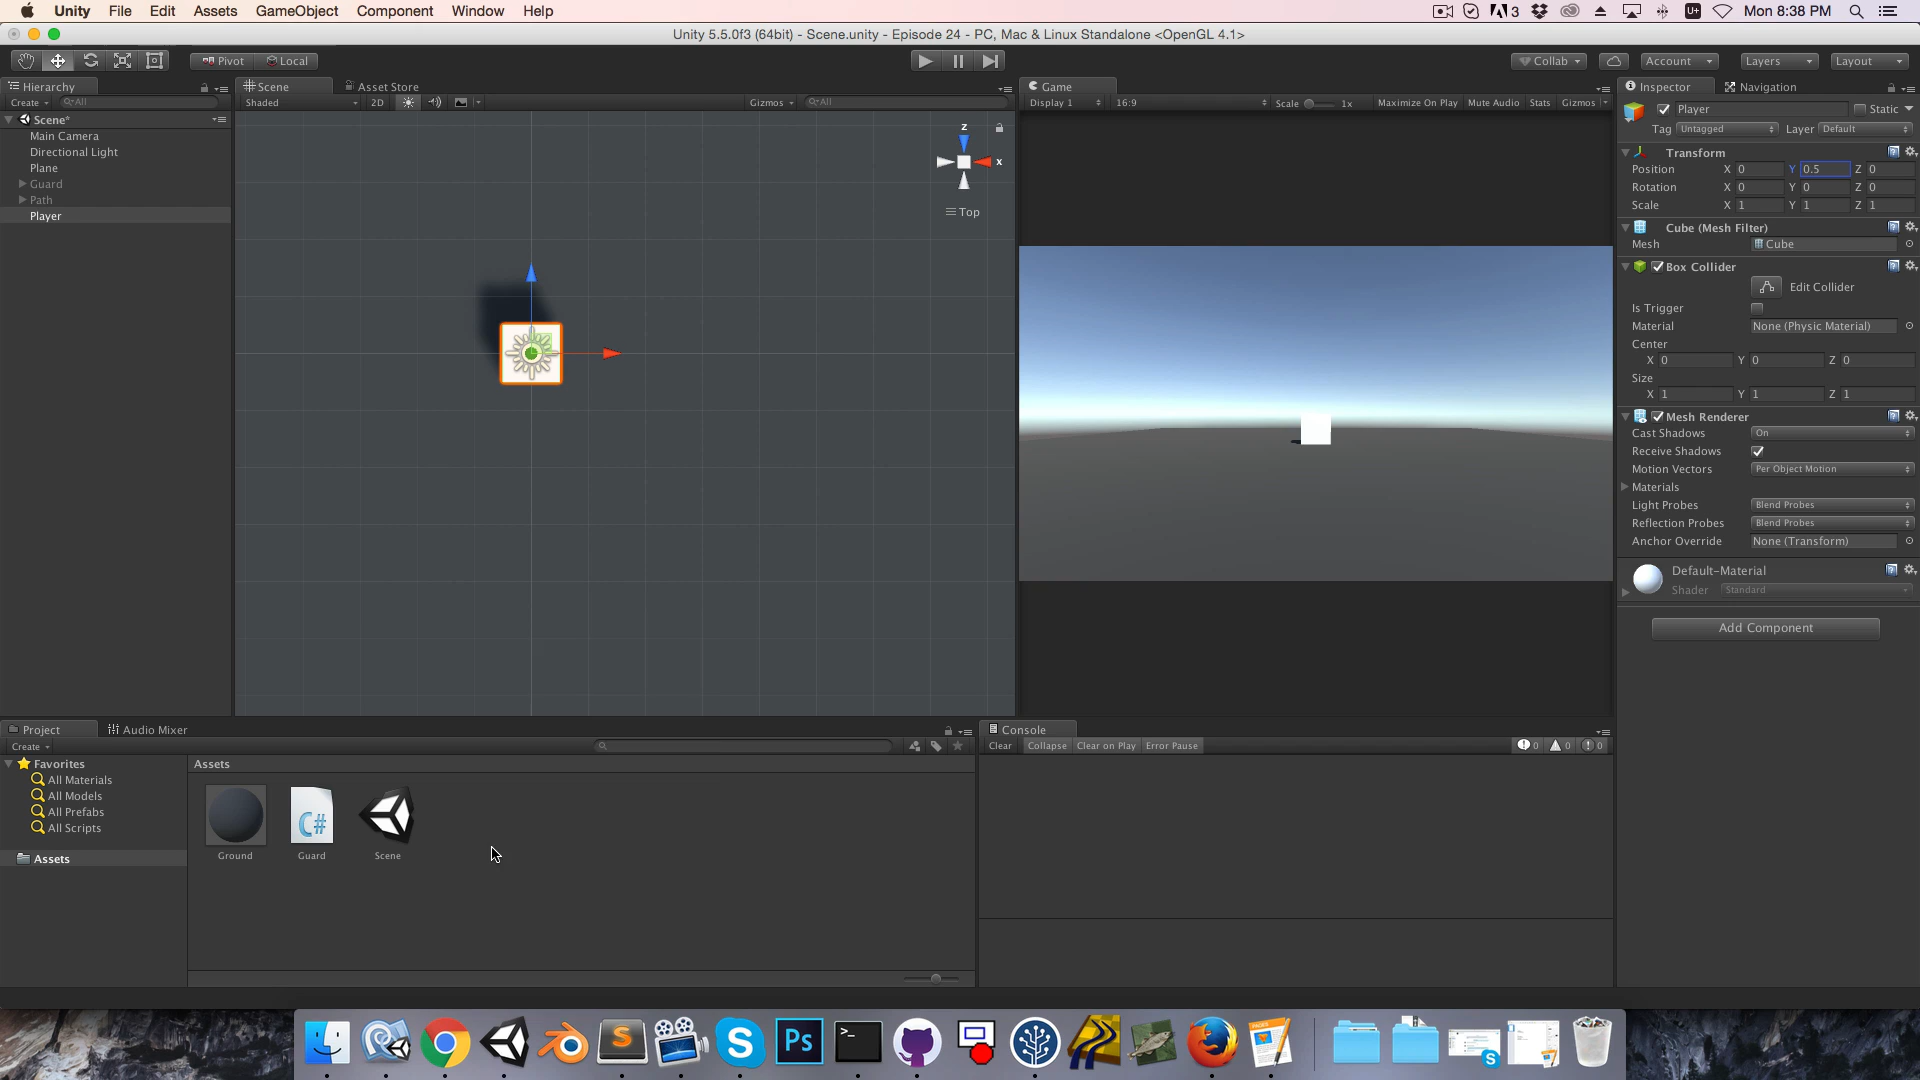 Unity File Edit Assets GameObject Component Window Help 3 U+ Mon 8:38 PM
Unity 5.5.0f3 (64bit) - Scene.unity - Episode 24 - PC, Mac & Linux Standalone <OpenGL 4.1>
Pivot Local Collab Account Layers Layout
Hierarchy Scene Asset Store Game Inspector Navigation
Create All Shaded 2D Gizmos All Display 1 16:9 Scale 1x Maximize On Play Mute Audio Stats Gizmos
Player Static
Tag Untagged Layer Default
Scene*
Main Camera
Directional Light
Plane
Guard
Path
Player
z
x
Top
Transform
Position X 0 Y 0.5 Z 0
Rotation X 0 Y 0 Z 0
Scale X 1 Y 1 Z 1
Cube (Mesh Filter)
Mesh Cube
Box Collider
Edit Collider
Is Trigger
Material None (Physic Material)
Center
X 0 Y 0 Z 0
Size
X 1 Y 1 Z 1
Mesh Renderer
Cast Shadows On
Receive Shadows
Motion Vectors Per Object Motion
Materials
Light Probes Blend Probes
Reflection Probes Blend Probes
Anchor Override None (Transform)
Default-Material
Shader Standard
Add Component
Project Audio Mixer Console
Create Clear Collapse Clear on Play Error Pause 0 0 0
Favorites
All Materials
All Models
All Prefabs
All Scripts
Assets
Assets
C#
Ground Guard Scene
S S Ps >_ PAGES S